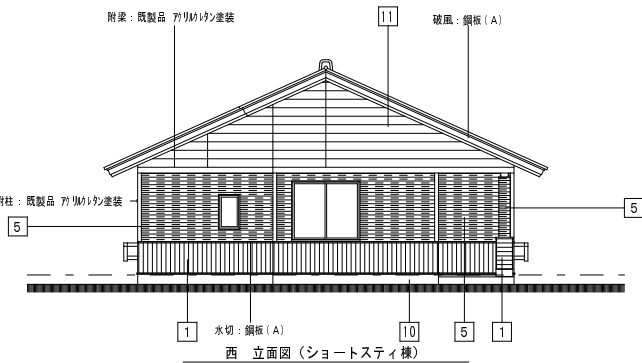 附梁：既製品 アクリルウレタン塗装
11
破風：鋼板(A)
附柱：既製品 アクリルウレタン塗装
5
5
1
水切：鋼板(A)
10
5
1
西 立面図（ショートスティ棟）